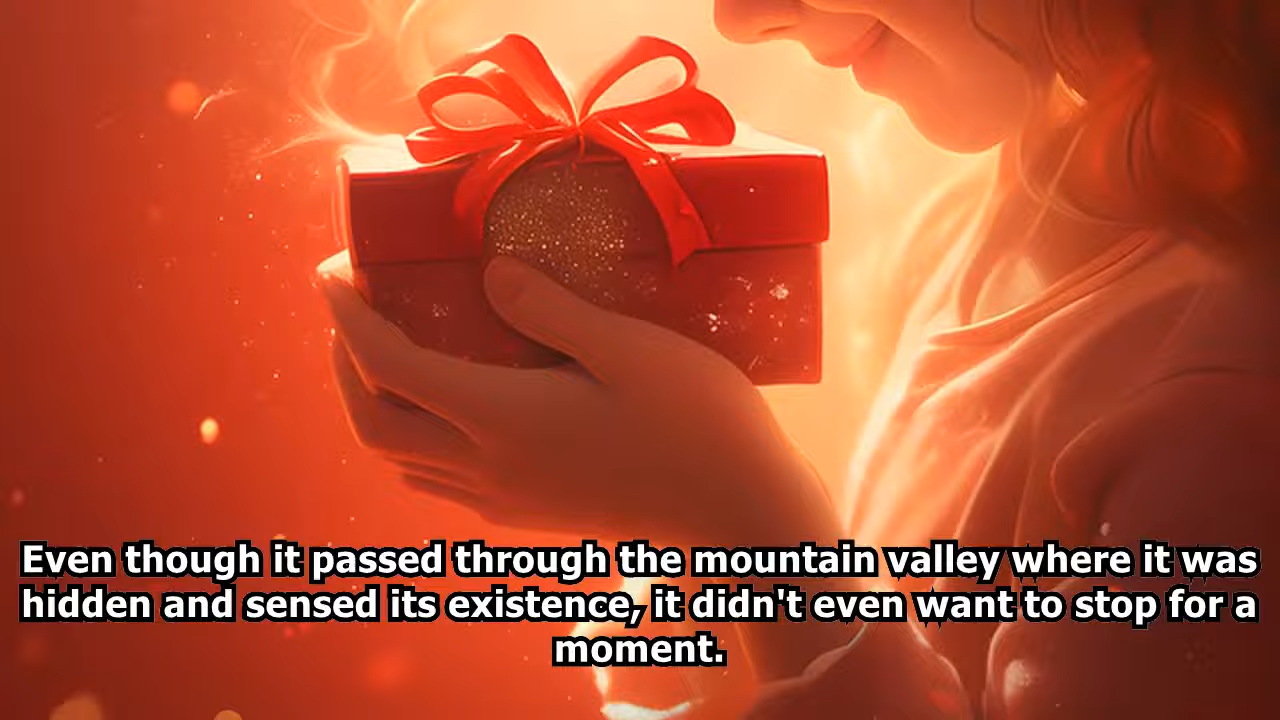 Even though it passed through the mountain valley where it was
hidden and sensed its existence, it didn't even want to stop for a
moment.